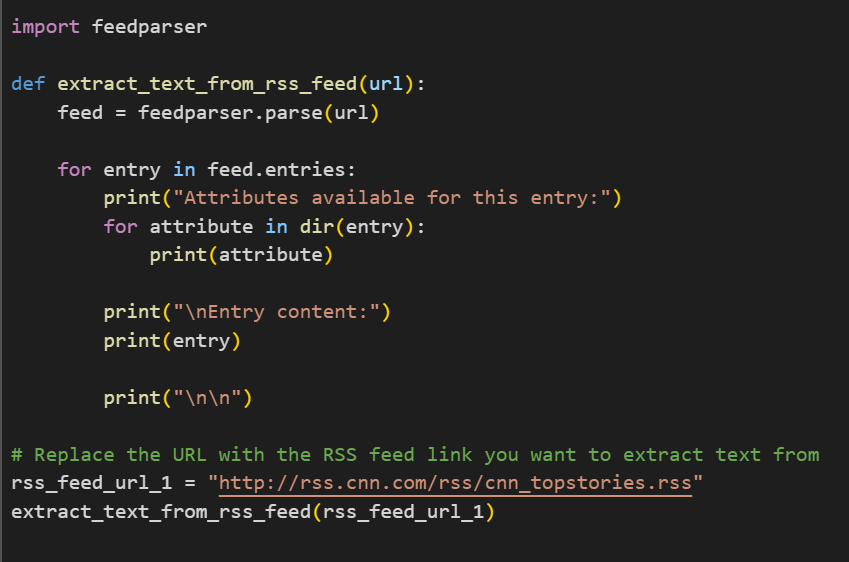 import feedparser

def extract_text_from_rss_feed(url):
    feed = feedparser.parse(url)

    for entry in feed.entries:
        print("Attributes available for this entry:")
        for attribute in dir(entry):
            print(attribute)

        print("\nEntry content:")
        print(entry)

        print("\n\n")

# Replace the URL with the RSS feed link you want to extract text from
rss_feed_url_1 = "http://rss.cnn.com/rss/cnn_topstories.rss"
extract_text_from_rss_feed(rss_feed_url_1)